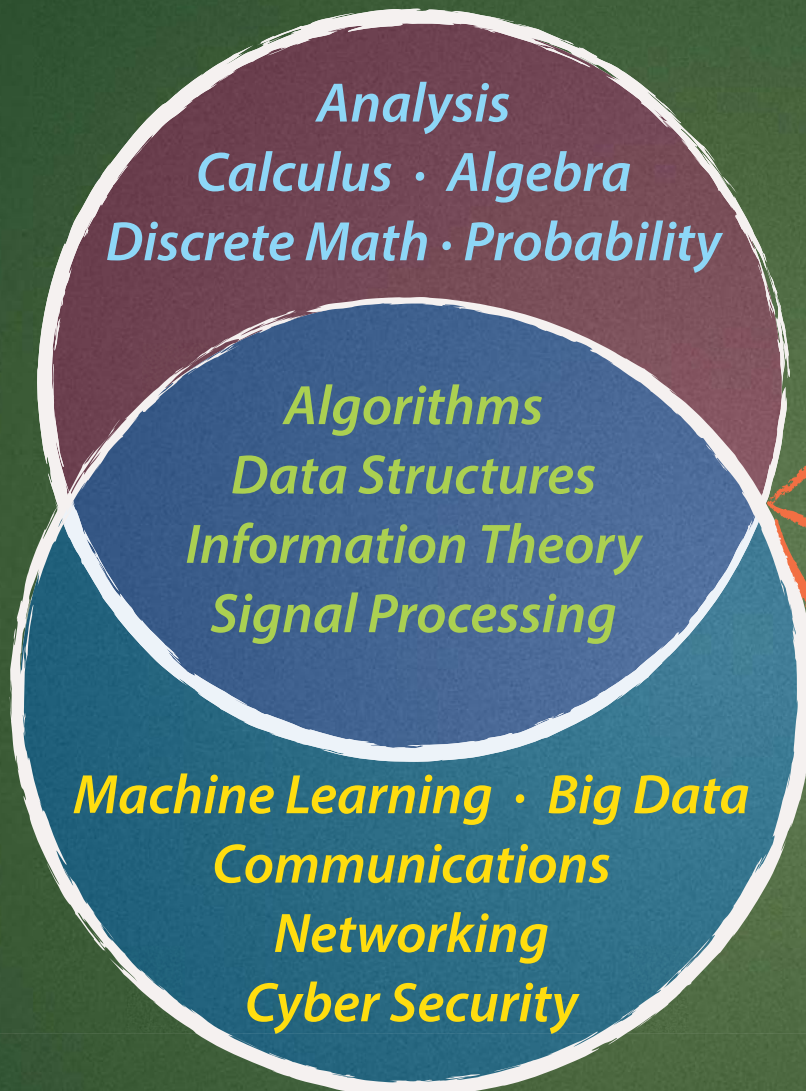 Analysis
Calculus · Algebra
Discrete Math · Probability
Algorithms
Data Structures
Information Theory
Signal Processing
Machine Learning · Big Data
Communications
Networking
Cyber Security